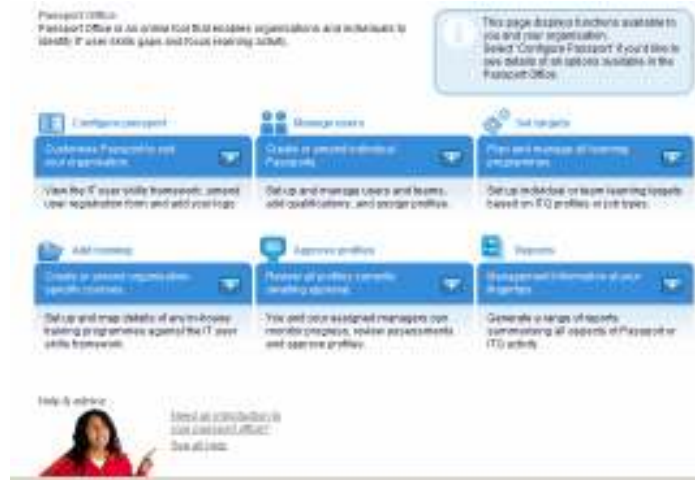 Passport Office
Passport Office is an online tool that enables organisations and individuals to
identify IT user skills gaps and focus learning activity.
This page displays functions available to
you and your organisation.
Select 'Configure Passport' if you'd like to
see details of all options available in the
Passport Office.
Configure passport
Manage users
Set targets
Customise Passport to suit
your organisation.
Create or amend individual
Passports.
Plan and manage all learning
programmes.
View the IT user skills framework, amend
user registration form and add your logo.
Set up and manage users and teams,
add qualifications, and assign profiles.
Set up individual or team learning targets
based on ITQ profiles or job types.
Add training
Approve profiles
Reports
Create or amend organisation
specific courses.
Review all profiles currently
awaiting approval.
Management information at your
fingertips.
Set up and map details of any in-house
training programmes against the IT user
skills framework.
You and your assigned managers can
monitor progress, review assessments
and approve profiles.
Generate a range of reports
summarising all aspects of Passport or
ITQ activity.
Help & advice
Need an introduction to
your passport office?
See all help